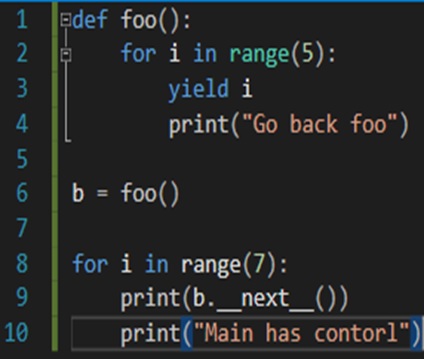 1 def foo():
2     for i in range(5):
3         yield i
4         print("Go back foo")
5
6 b = foo()
7
8 for i in range(7):
9     print(b.__next__())
10     print("Main has contorl")